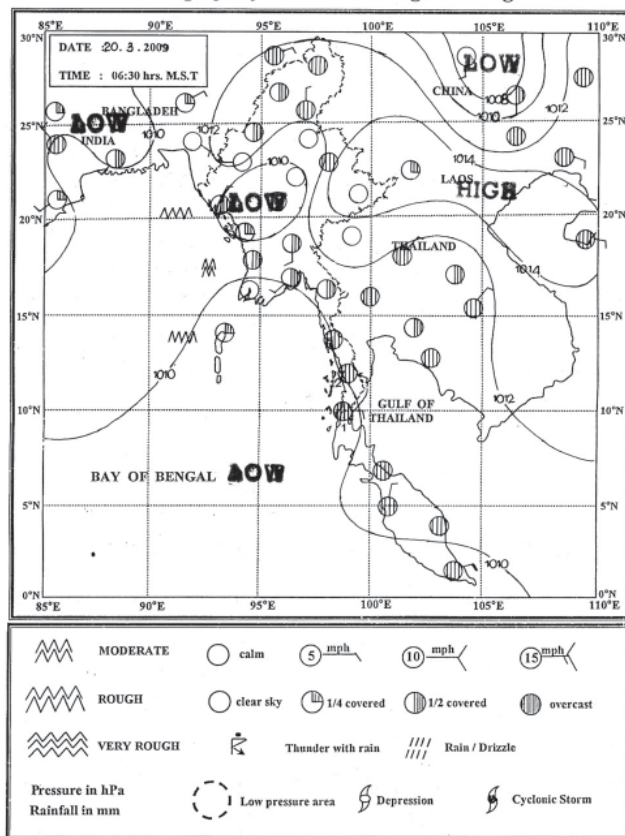 85°E 90°E 95°E 100°E 105°E 110°E
30°N 30°N
DATE : 20. 3. 2009
TIME : 06:30 hrs. M.S.T
LOW
CHINA
1008
1010
1012
BANGLADEH
LOW
INDIA
1010
1012
25°N 25°N
1010
1014
LAOS
HIGH
LOW
20°N 20°N
THAILAND
1014
15°N 15°N
1010
1012
10°N 10°N
GULF OF
THAILAND
BAY OF BENGAL LOW
5°N 5°N
1010
0°N 0°N
85°E 90°E 95°E 100°E 105°E 110°E
MODERATE calm 5 mph 10 mph 15 mph
ROUGH clear sky 1/4 covered 1/2 covered overcast
VERY ROUGH Thunder with rain Rain / Drizzle
Pressure in hPa
Rainfall in mm
Low pressure area Depression Cyclonic Storm